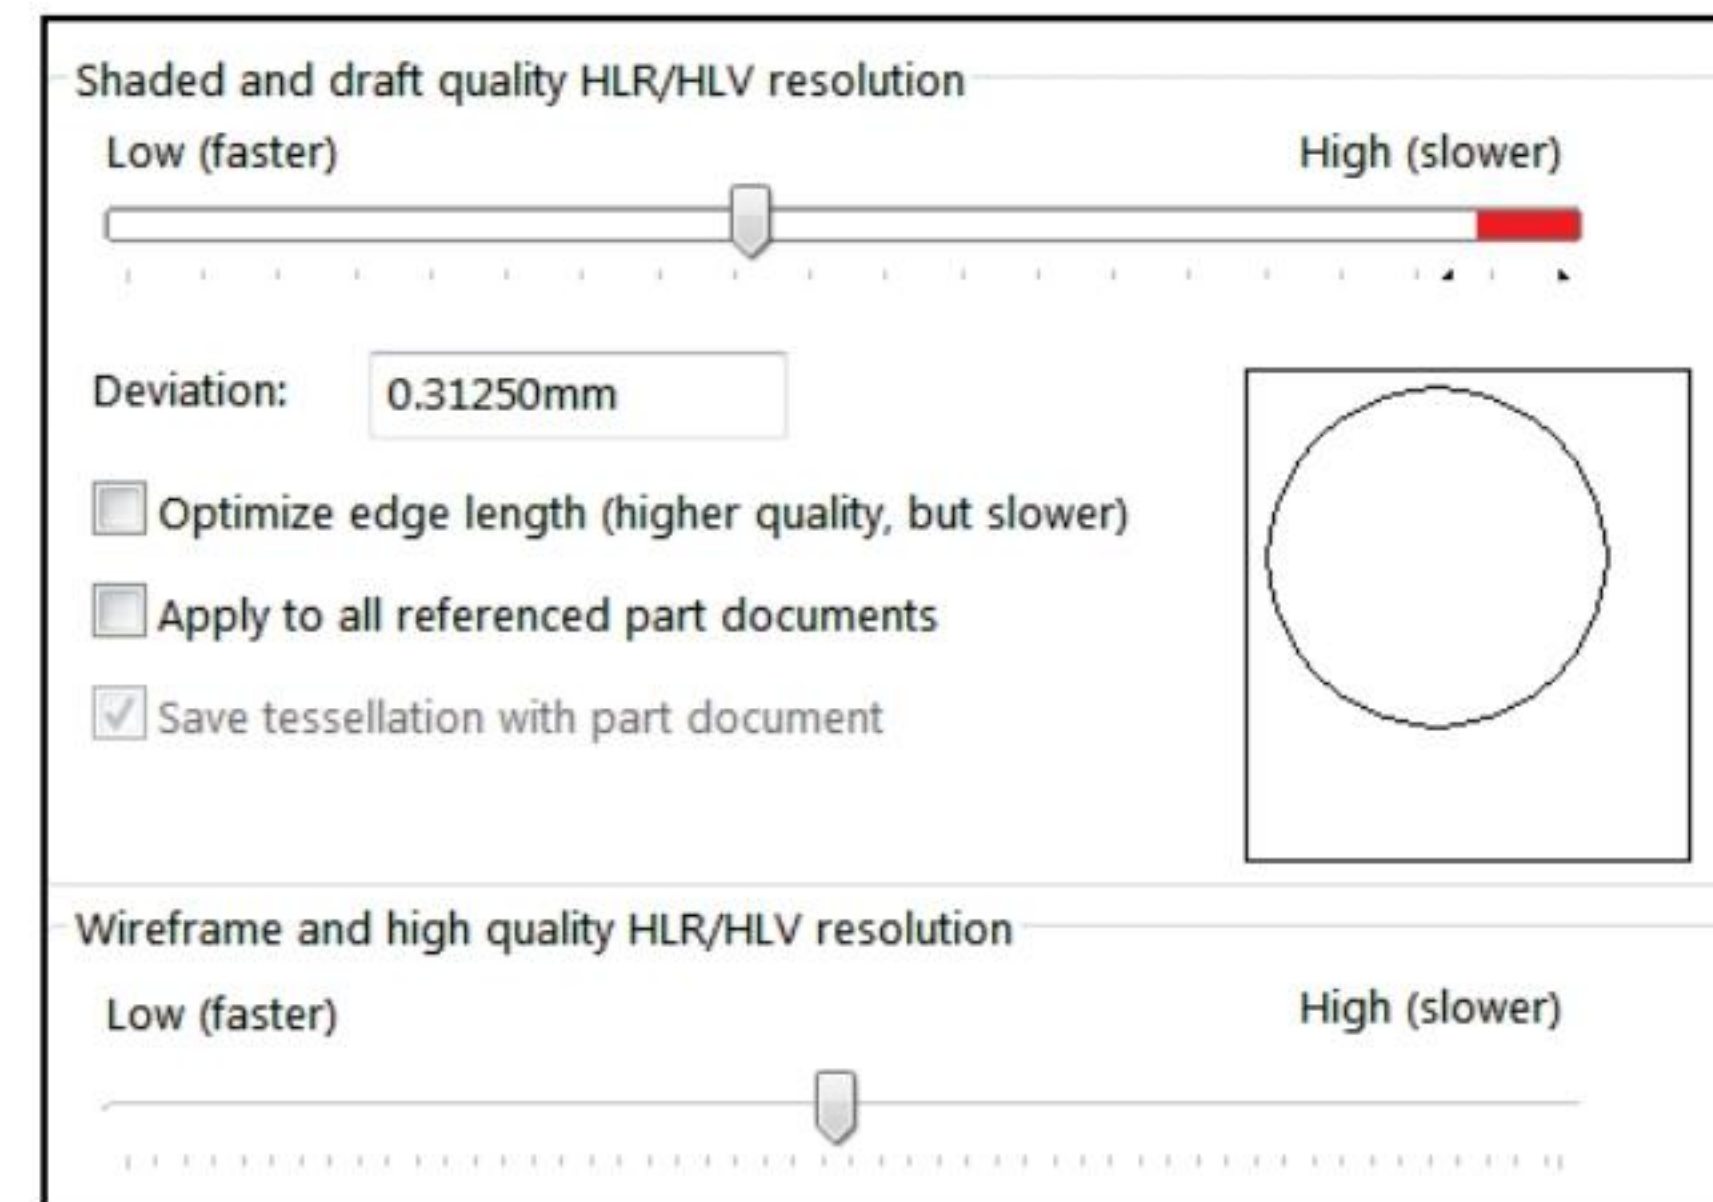 Shaded and draft quality HLR/HLV resolution
Low (faster) High (slower)
Deviation: 0.31250mm
Optimize edge length (higher quality, but slower)
Apply to all referenced part documents
Save tessellation with part document
Wireframe and high quality HLR/HLV resolution
Low (faster) High (slower)